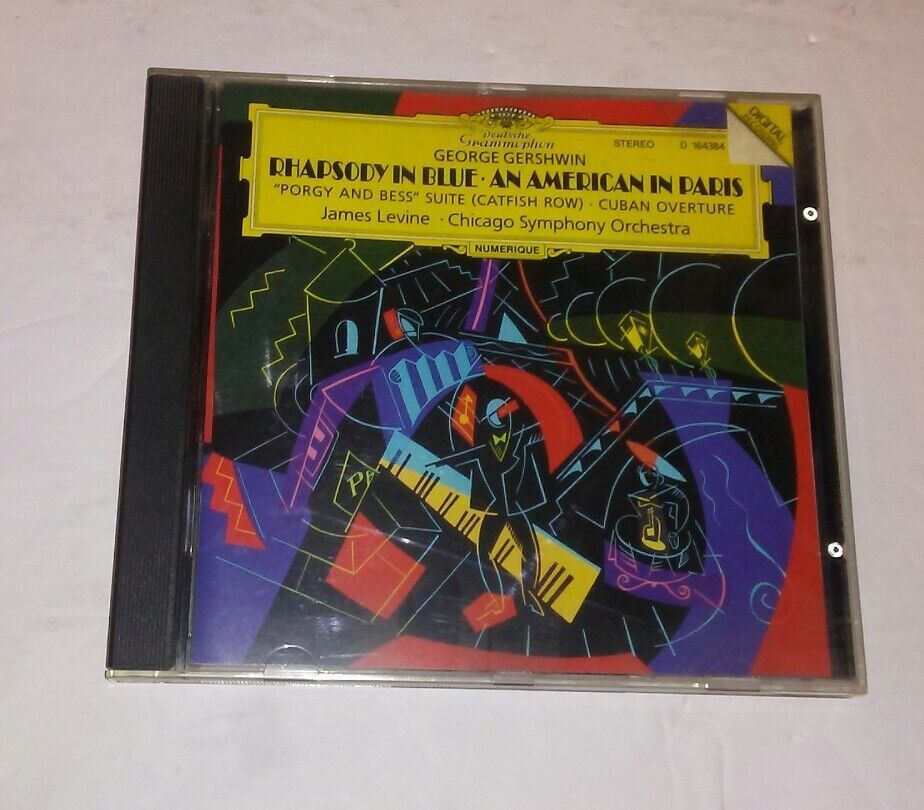 Deutsche
Grammophon
STEREO D 164384
DIGITAL
GEORGE GERSHWIN
RHAPSODY IN BLUE · AN AMERICAN IN PARIS
"PORGY AND BESS" SUITE (CATFISH ROW) · CUBAN OVERTURE
James Levine · Chicago Symphony Orchestra
NUMERIQUE